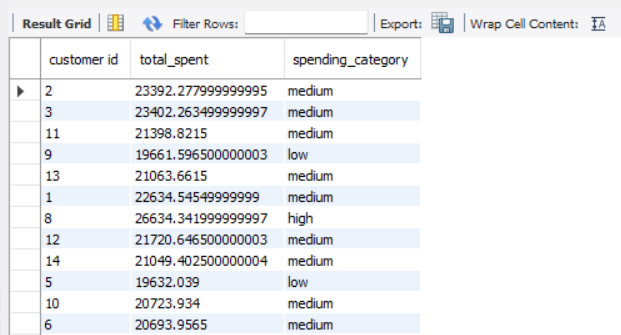 Result Grid Filter Rows: Export: Wrap Cell Content:
customer id total_spent spending_category
2 23392.277999999995 medium
3 23402.263499999997 medium
11 21398.8215 medium
9 19661.596500000003 low
13 21063.6615 medium
1 22634.54549999999 medium
8 26634.341999999997 high
12 21720.646500000003 medium
14 21049.402500000004 medium
5 19632.039 low
10 20723.934 medium
6 20693.9565 medium